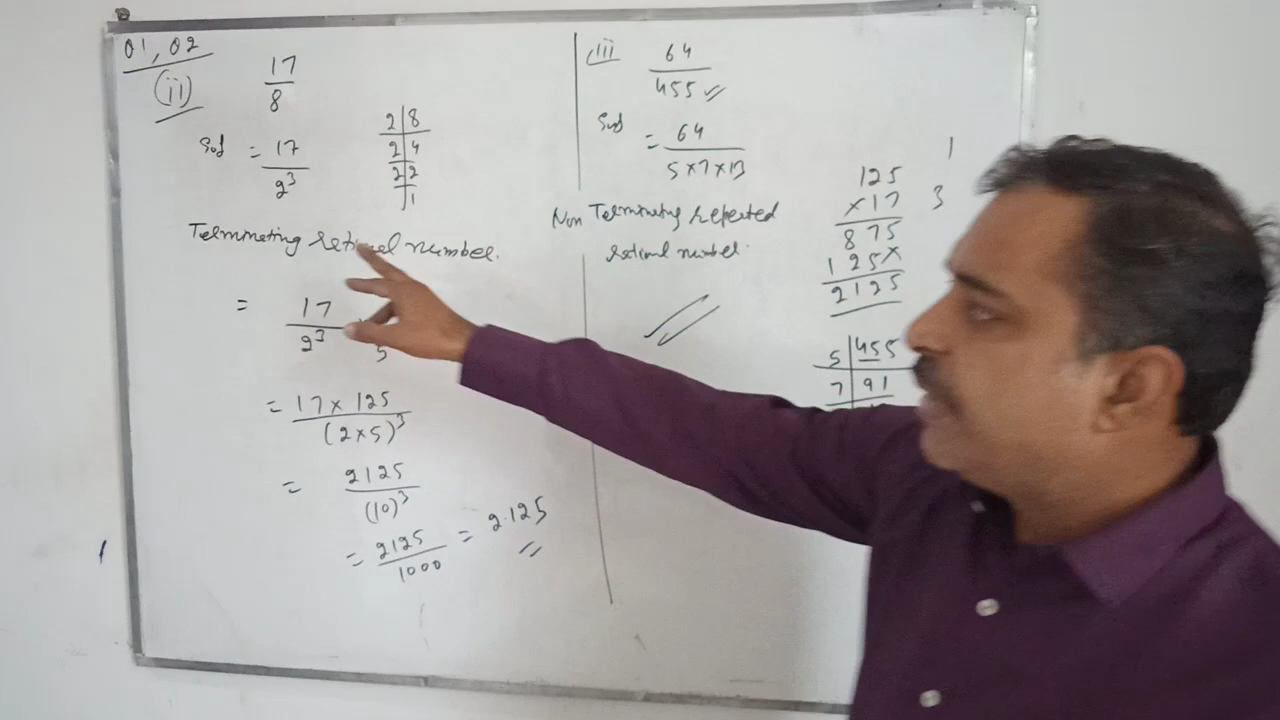 01, 02
(ii)
17
8
Sol = 17
2³
2 8
2 4
2 2
1
Terminating rational number.
= 17
2³
5
= 17 × 125
(2×5)³
= 2125
(10)³
= 2125 = 2.125
1000
(iii) 64
455
Sol = 64
5×7×13
Non Terminating repeated
rational number.
125
×17
875
125×
2125
1
3
5 455
7 91